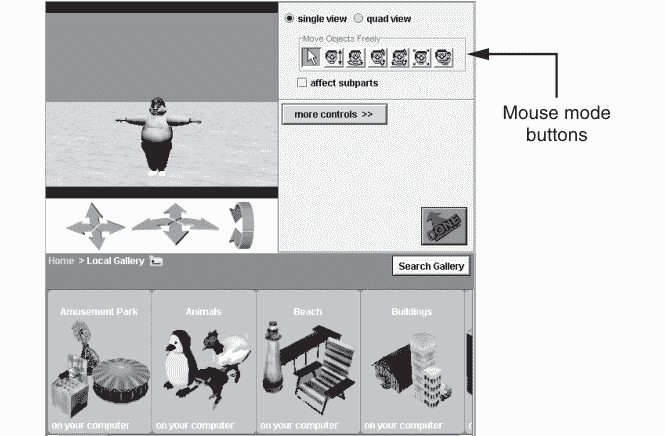 single view quad view
Move Objects Freely
affect subparts
more controls >>
Mouse mode
buttons
DONE
Home > Local Gallery
Search Gallery
Amusement Park Animals Beach Buildings
on your computer on your computer on your computer on your computer